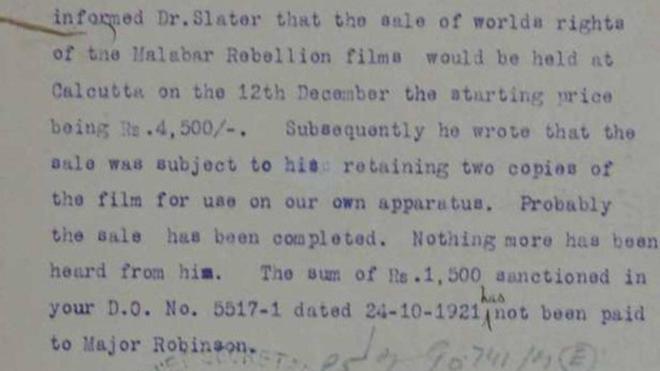 informed Dr.Slater that the sale of worlds rights
of the Malabar Rebellion films would be held at
Calcutta on the 12th December the starting price
being Rs.4,500/-. Subsequently he wrote that the
sale was subject to his retaining two copies of
the film for use on our own apparatus. Probably
the sale has been completed. Nothing more has been
heard from him. The sum of Rs.1,500 sanctioned in
your D.O. No. 5517-1 dated 24-10-1921 has not been paid
to Major Robinson.